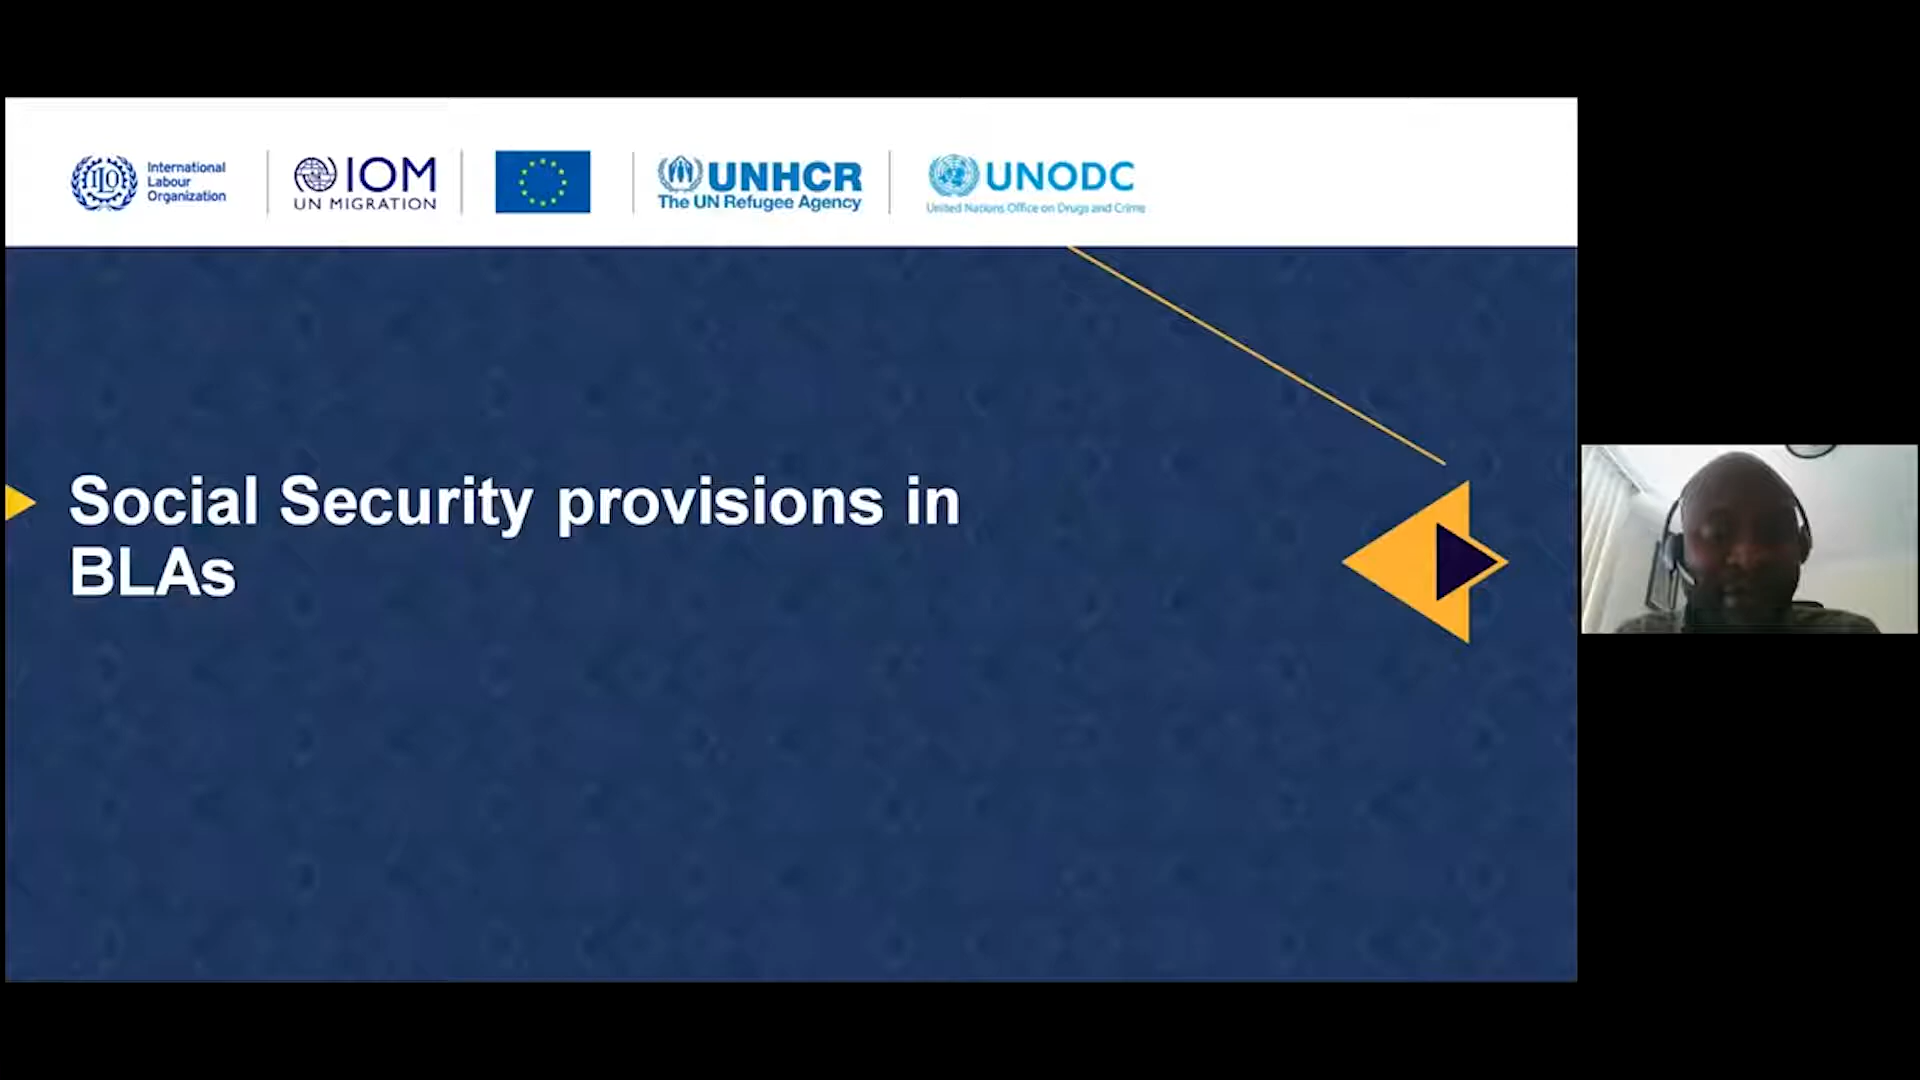 International
Labour
Organization
IOM
UN MIGRATION
UNHCR
The UN Refugee Agency
UNODC
United Nations Office on Drugs and Crime
Social Security provisions in
BLAs